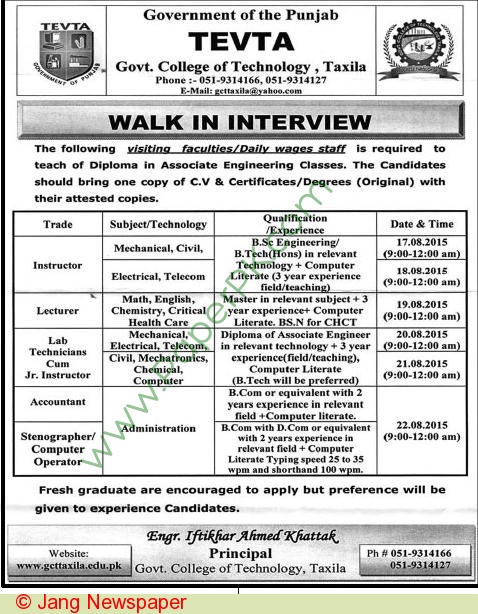 Government of the Punjab
TEVTA
Govt. College of Technology , Taxila
Phone :- 051-9314166, 051-9314127
E-Mail: gcttaxila@yahoo.com
TEVTA
GOVERNMENT OF PUNJAB
WALK IN INTERVIEW
The following visiting faculties/Daily wages staff is required to
teach of Diploma in Associate Engineering Classes. The Candidates
should bring one copy of C.V & Certificates/Degrees (Original) with
their attested copies.
Trade
Subject/Technology
Qualification
/Experience
Date & Time
Instructor
Mechanical, Civil,
Electrical, Telecom
B.Sc Engineering/
B.Tech(Hons) in relevant
Technology + Computer
Literate (3 year experience
field/teaching)
17.08.2015
(9:00-12:00 am)
18.08.2015
(9:00-12:00 am)
Lecturer
Math, English,
Chemistry, Critical
Health Care
Master in relevant subject + 3
year experience+ Computer
Literate. BS.N for CHCT
19.08.2015
(9:00-12:00 am)
Lab
Technicians
Cum
Jr. Instructor
Mechanical,
Electrical, Telecom,
Civil, Mechatronics,
Chemical,
Computer
Diploma of Associate Engineer
in relevant technology + 3 year
experience(field/teaching),
Computer Literate
(B.Tech will be preferred)
20.08.2015
(9:00-12:00 am)
21.08.2015
(9:00-12:00 am)
Accountant
Administration
B.Com or equivalent with 2
years experience in relevant
field +Computer literate.
22.08.2015
(9:00-12:00 am)
Stenographer/
Computer
Operator
B.Com with D.Com or equivalent
with 2 years experience in
relevant field + Computer
Literate Typing speed 25 to 35
wpm and shorthand 100 wpm.
Fresh graduate are encouraged to apply but preference will be
given to experience Candidates.
Engr. Iftikhar Ahmed Khattak
Principal
Govt. College of Technology, Taxila
Website:
www.gcttaxila.edu.pk
Ph # 051-9314166
051-9314127
© Jang Newspaper